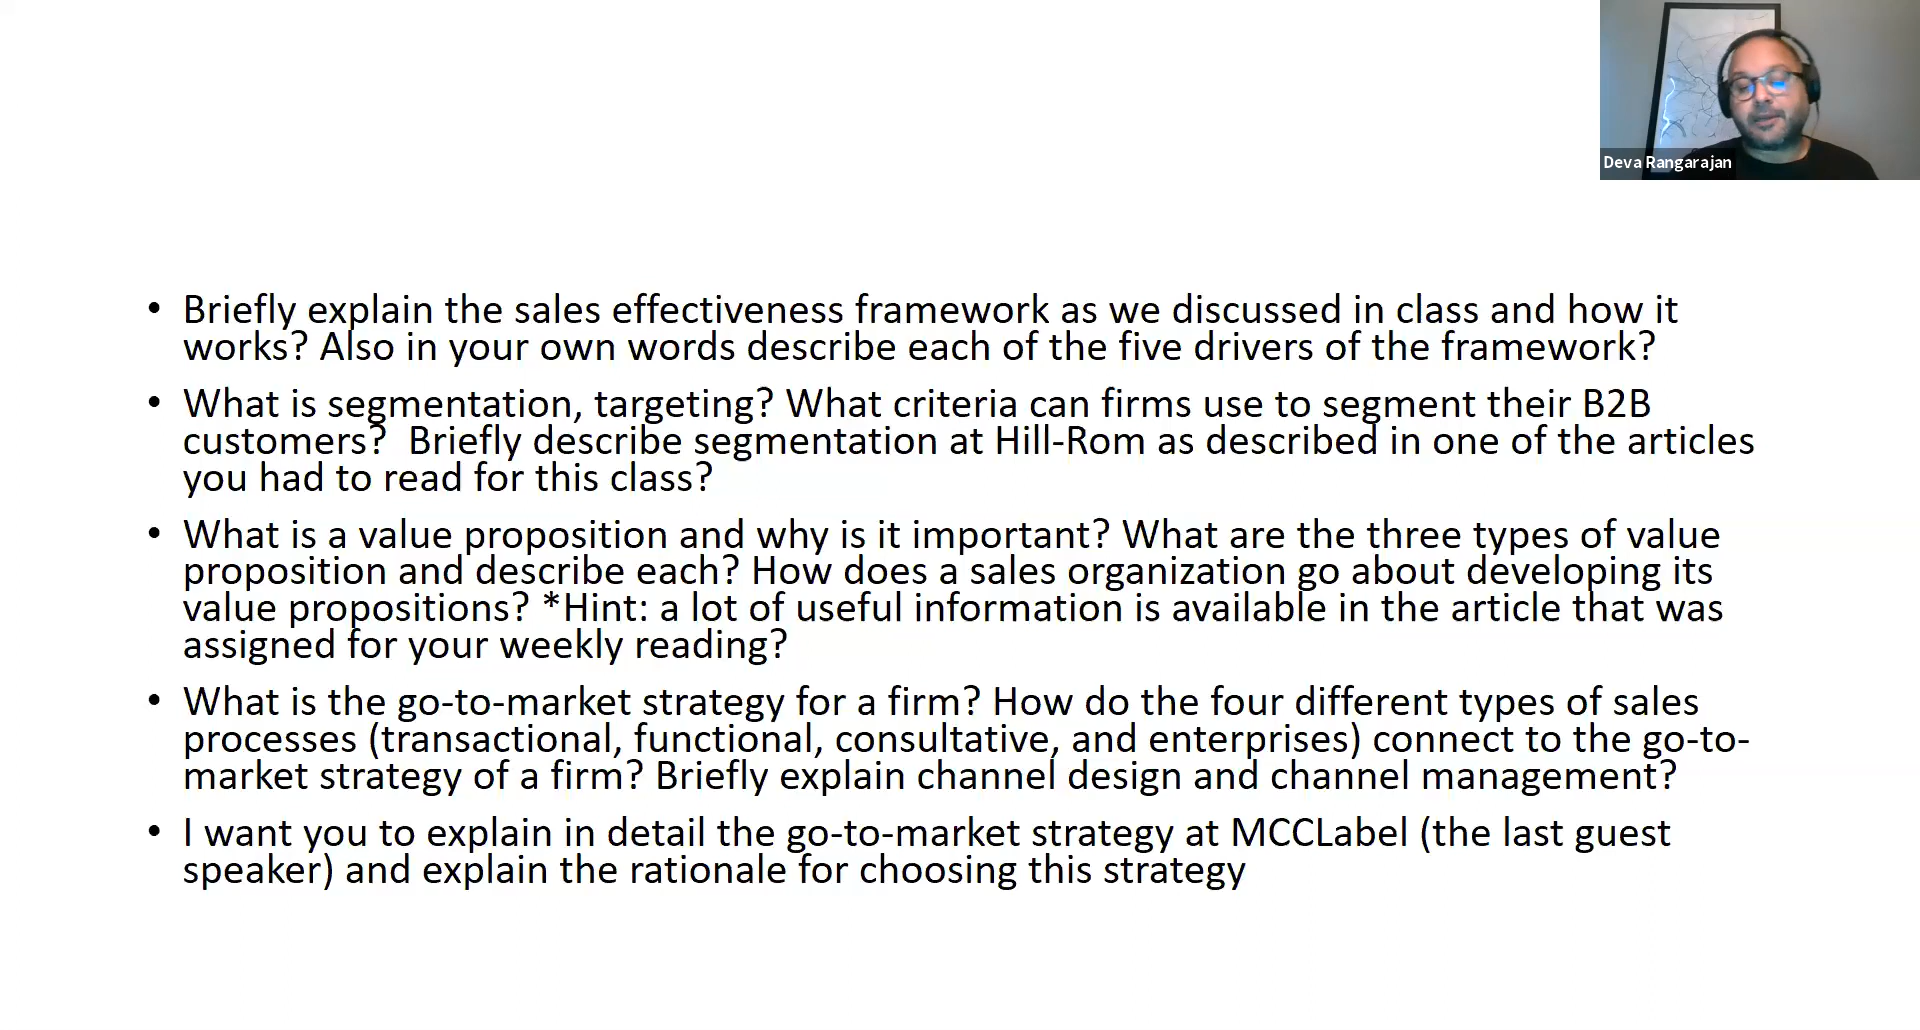 Deva Rangarajan
• Briefly explain the sales effectiveness framework as we discussed in class and how it
works? Also in your own words describe each of the five drivers of the framework?
• What is segmentation, targeting? What criteria can firms use to segment their B2B
customers?  Briefly describe segmentation at Hill-Rom as described in one of the articles
you had to read for this class?
• What is a value proposition and why is it important? What are the three types of value
proposition and describe each? How does a sales organization go about developing its
value propositions? *Hint: a lot of useful information is available in the article that was
assigned for your weekly reading?
• What is the go-to-market strategy for a firm? How do the four different types of sales
processes (transactional, functional, consultative, and enterprises) connect to the go-to-
market strategy of a firm? Briefly explain channel design and channel management?
• I want you to explain in detail the go-to-market strategy at MCCLabel (the last guest
speaker) and explain the rationale for choosing this strategy